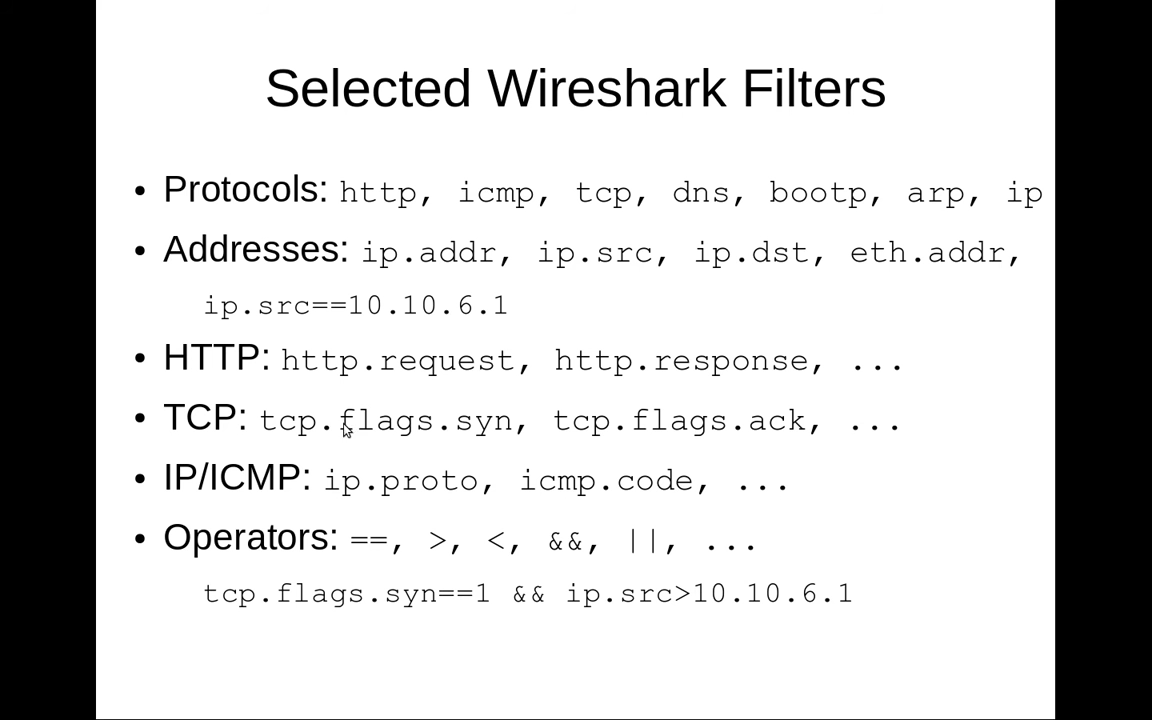 Selected Wireshark Filters
• Protocols: http, icmp, tcp, dns, bootp, arp, ip
• Addresses: ip.addr, ip.src, ip.dst, eth.addr,
ip.src==10.10.6.1
• HTTP: http.request, http.response, ...
• TCP: tcp.flags.syn, tcp.flags.ack, ...
• IP/ICMP: ip.proto, icmp.code, ...
• Operators: ==, >, <, &&, ||, ...
tcp.flags.syn==1 && ip.src>10.10.6.1